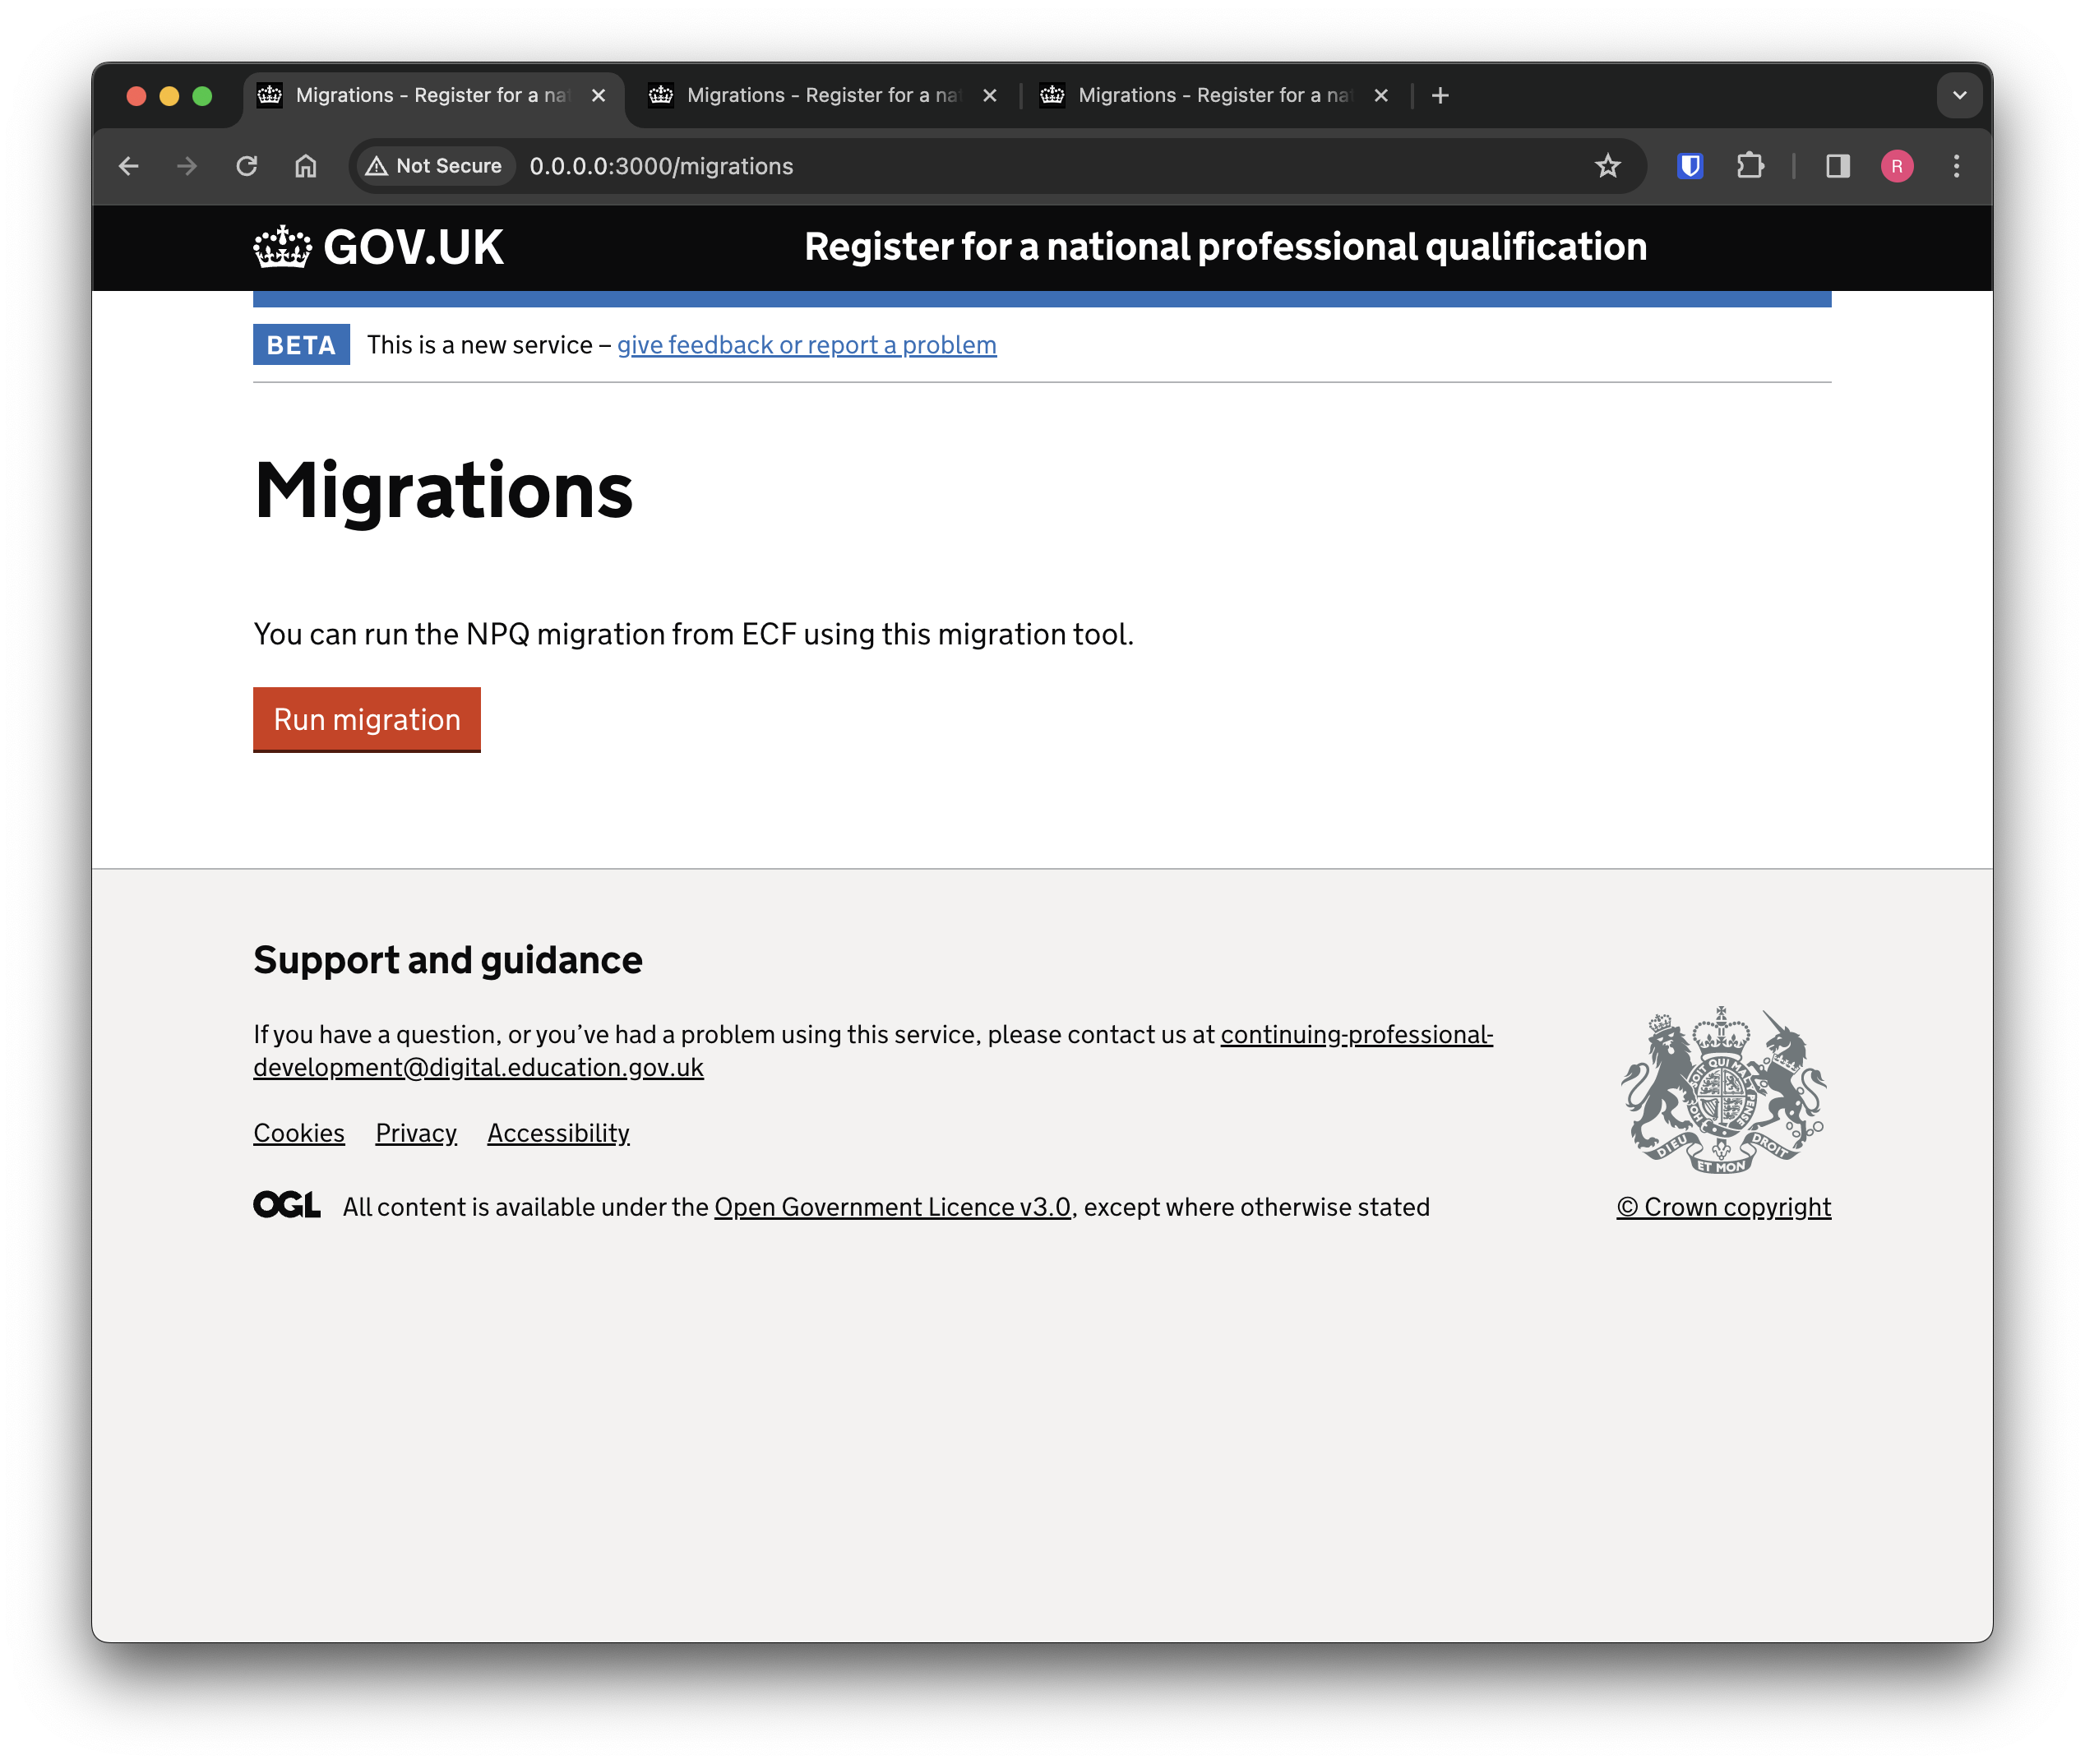 Migrations - Register for a nat
Migrations - Register for a nat
Migrations - Register for a nat
Not Secure 0.0.0.0:3000/migrations
R
GOV.UK
Register for a national professional qualification
BETA This is a new service – give feedback or report a problem
Migrations
You can run the NPQ migration from ECF using this migration tool.
Run migration
Support and guidance
If you have a question, or you’ve had a problem using this service, please contact us at continuing-professional-
development@digital.education.gov.uk
Cookies Privacy Accessibility
SOIT QUI MAL Y PENSE
DIEU ET MON DROIT
OGL All content is available under the Open Government Licence v3.0, except where otherwise stated
© Crown copyright